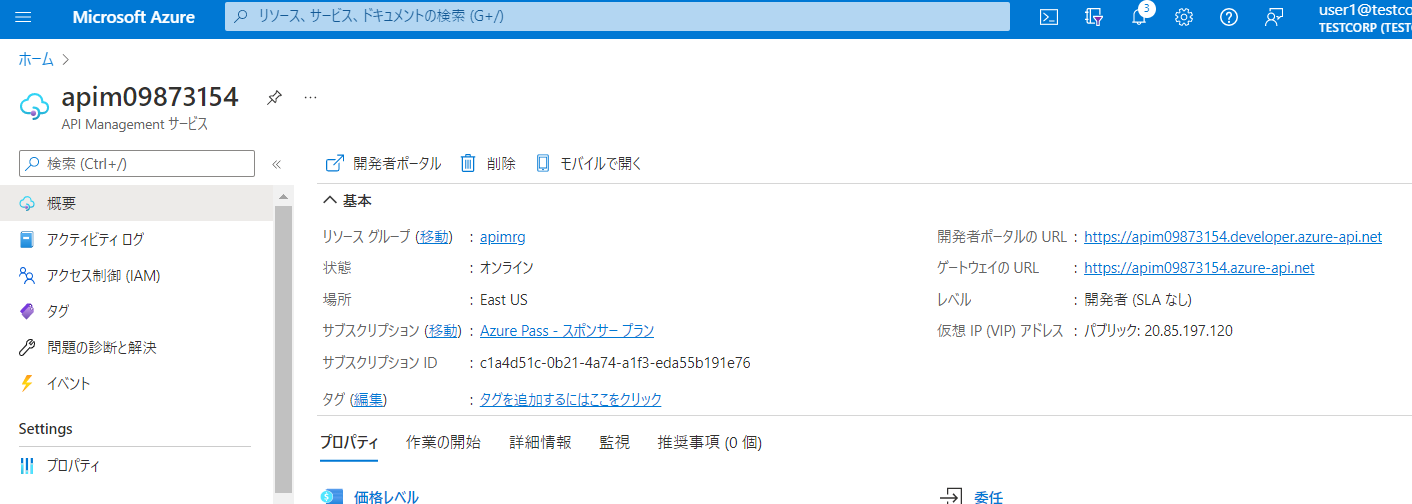 Microsoft Azure
リソース、サービス、ドキュメントの検索 (G+/)
3
user1@testco
TESTCORP (TEST
ホーム >
apim09873154
...
API Management サービス
検索 (Ctrl+/)
«
開発者ポータル 削除 モバイルで開く
概要
アクティビティ ログ
アクセス制御 (IAM)
タグ
問題の診断と解決
イベント
Settings
プロパティ
基本
リソース グループ (移動) : apimrg
状態 : オンライン
場所 : East US
サブスクリプション (移動) : Azure Pass - スポンサー プラン
サブスクリプション ID : c1a4d51c-0b21-4a74-a1f3-eda55b191e76
タグ (編集) : タグを追加するにはここをクリック
開発者ポータルの URL : https://apim09873154.developer.azure-api.net
ゲートウェイの URL : https://apim09873154.azure-api.net
レベル : 開発者 (SLA なし)
仮想 IP (VIP) アドレス : パブリック: 20.85.197.120
プロパティ 作業の開始 詳細情報 監視 推奨事項 (0 個)
価格レベル
委任